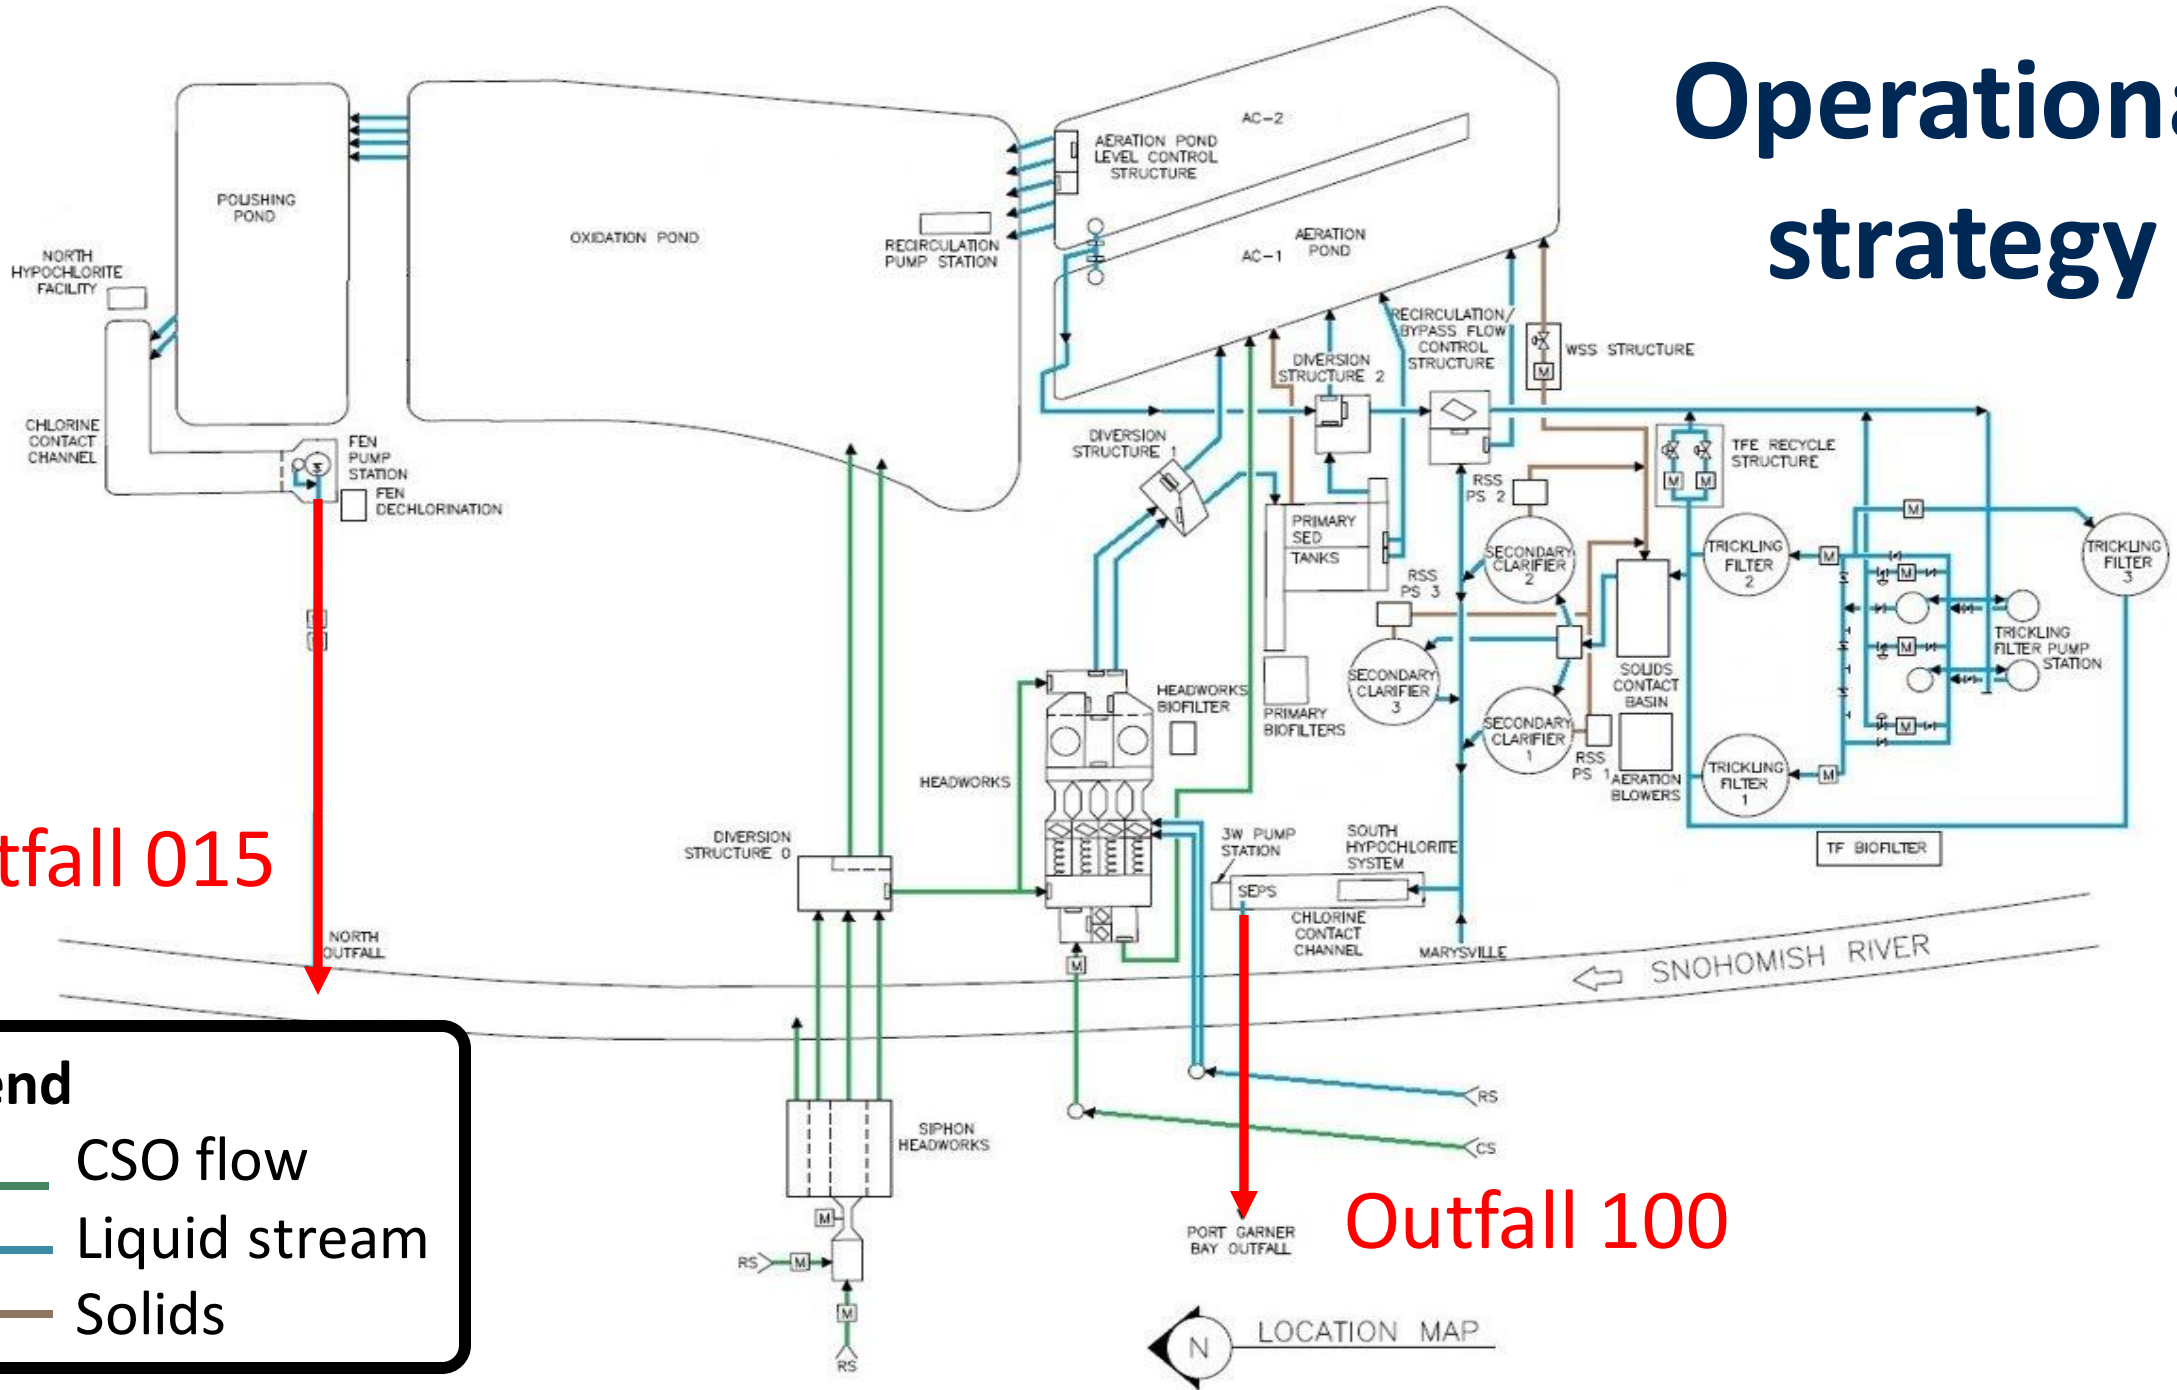 Operationa
strategy
AC-2
AERATION POND
LEVEL CONTROL
STRUCTURE
POLISHING
POND
OXIDATION POND
RECIRCULATION
PUMP STATION
AERATION
POND
AC-1
NORTH
HYPOCHLORITE
FACILITY
RECIRCULATION/
BYPASS FLOW
CONTROL
STRUCTURE
WSS STRUCTURE
M
DIVERSION
STRUCTURE 2
CHLORINE
CONTACT
CHANNEL
FEN
PUMP
STATION
FEN
DECHLORINATION
DIVERSION
STRUCTURE 1
TFE RECYCLE
STRUCTURE
M
M
RSS
PS 2
PRIMARY
SED
TANKS
SECONDARY
CLARIFIER
2
RSS
PS 3
TRICKLING
FILTER
2
M
M
M
TRICKLING
FILTER
3
TRICKLING
FILTER PUMP
STATION
M
M
SOLIDS
CONTACT
BASIN
SECONDARY
CLARIFIER
3
SECONDARY
CLARIFIER
1
RSS
PS 1
AERATION
BLOWERS
TRICKLING
FILTER
1
M
HEADWORKS
BIOFILTER
PRIMARY
BIOFILTERS
HEADWORKS
DIVERSION
STRUCTURE 0
3W PUMP
STATION
SOUTH
HYPOCHLORITE
SYSTEM
SEPS
CHLORINE
CONTACT
CHANNEL
MARYSVILLE
TF BIOFILTER
tfall 015
NORTH
OUTFALL
M
SNOHOMISH RIVER
end
CSO flow
Liquid stream
Solids
SIPHON
HEADWORKS
RS
CS
M
RS
M
M
RS
PORT GARNER
BAY OUTFALL
Outfall 100
N
LOCATION MAP